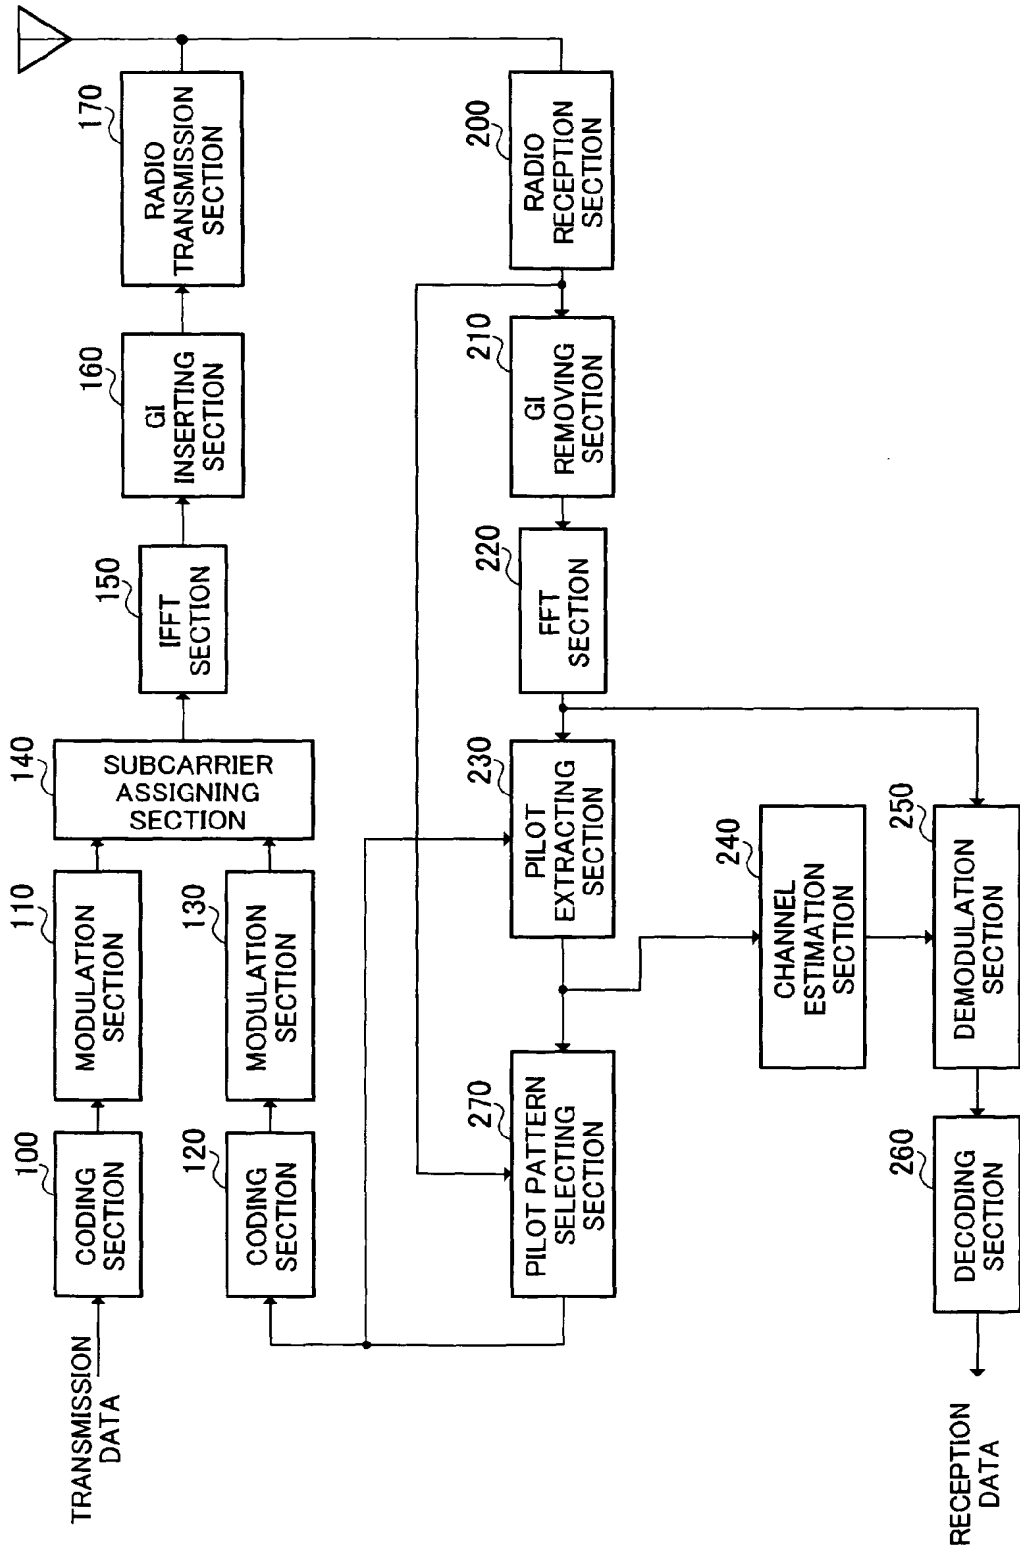 TRANSMISSION
DATA
100
CODING
SECTION
110
MODULATION
SECTION
120
CODING
SECTION
130
MODULATION
SECTION
140
SUBCARRIER
ASSIGNING
SECTION
150
IFFT
SECTION
160
GI
INSERTING
SECTION
170
RADIO
TRANSMISSION
SECTION
200
RADIO
RECEPTION
SECTION
210
GI
REMOVING
SECTION
220
FFT
SECTION
230
PILOT
EXTRACTING
SECTION
270
PILOT PATTERN
SELECTING
SECTION
240
CHANNEL
ESTIMATION
SECTION
250
DEMODULATION
SECTION
260
DECODING
SECTION
RECEPTION
DATA